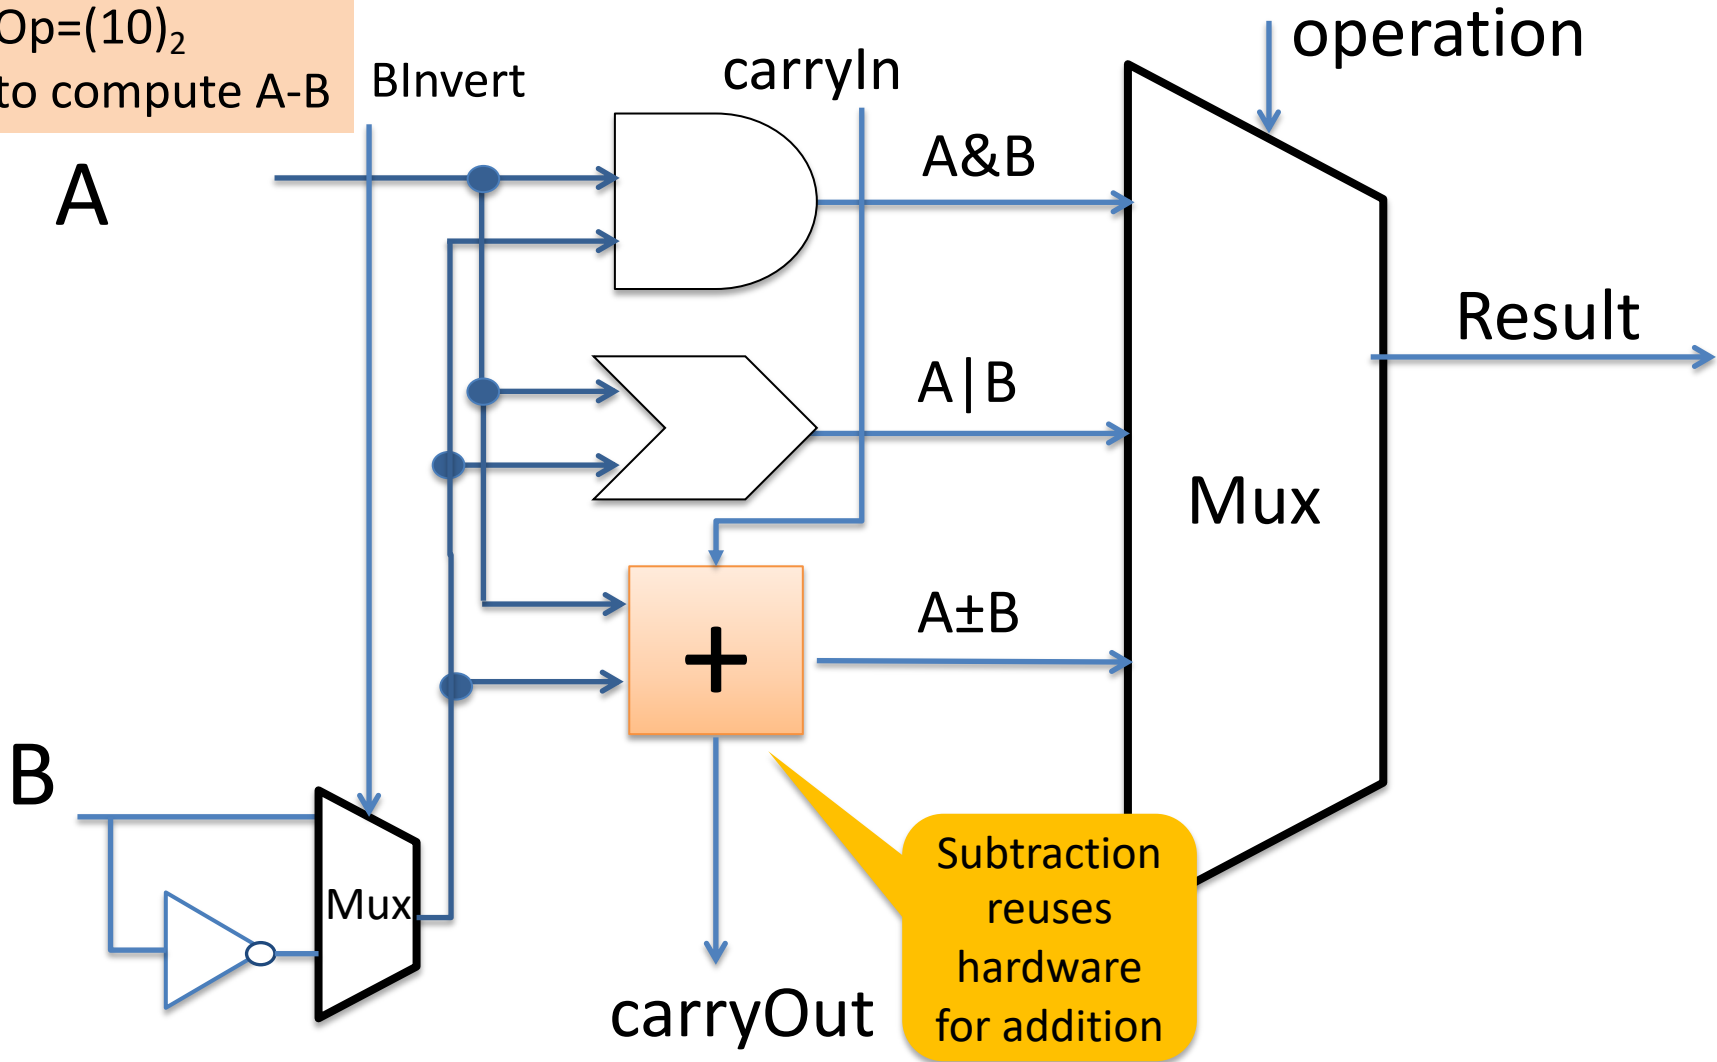 Op=(10)₂
to compute A-B
BInvert
carryIn
operation
A
A&B
Result
A|B
Mux
+
A±B
B
Mux
Subtraction
reuses
hardware
for addition
carryOut